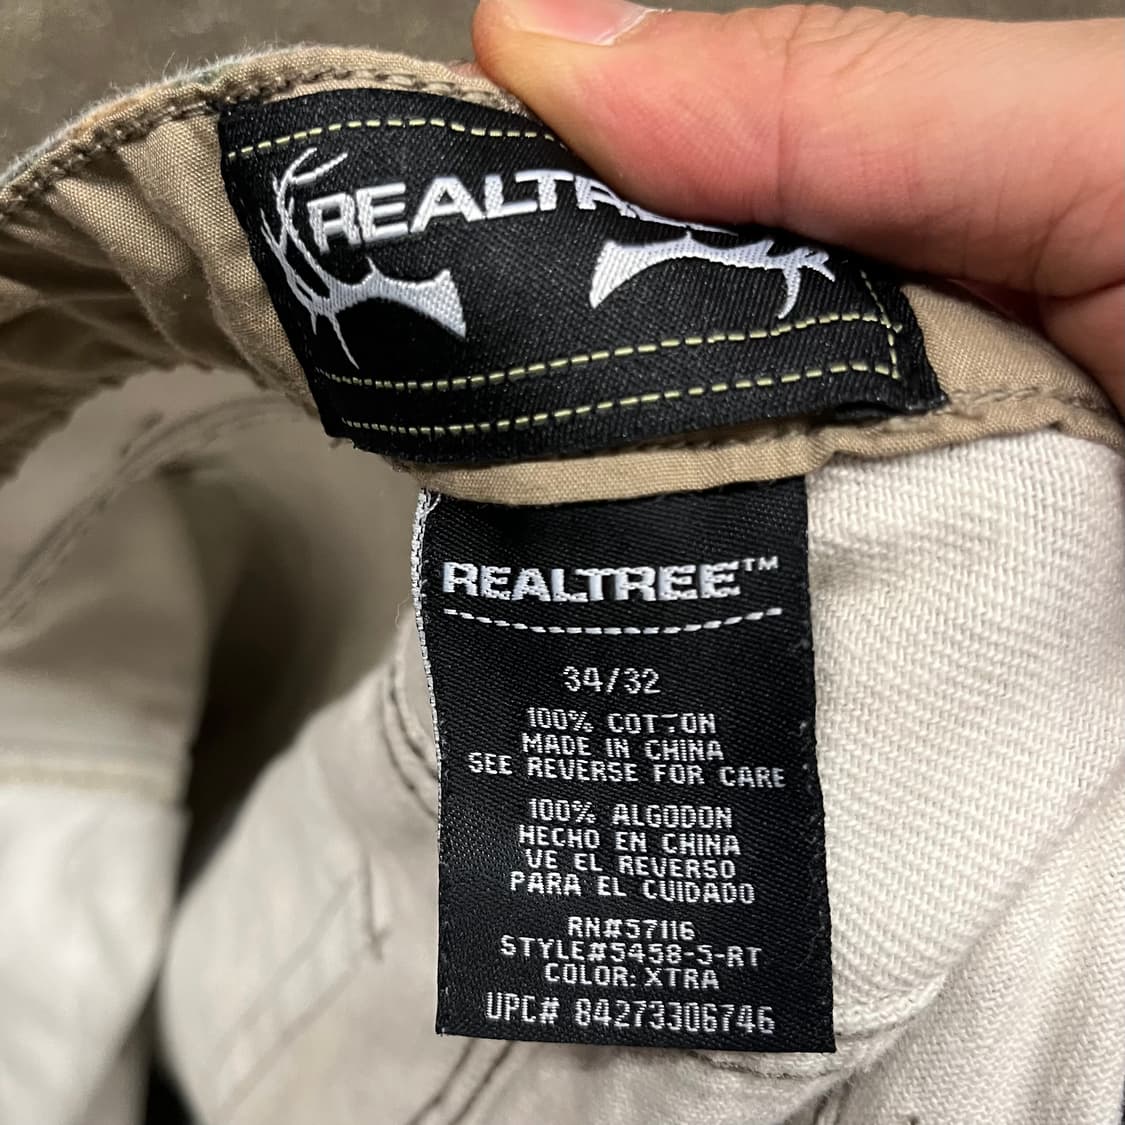 REALTREE
REALTREE™
34/32
100% COTTON
MADE IN CHINA
SEE REVERSE FOR CARE
100% ALGODON
HECHO EN CHINA
VE EL REVERSO
PARA EL CUIDADO
RN#57116
STYLE#5458-5-RT
COLOR: XTRA
UPC# 84273306746